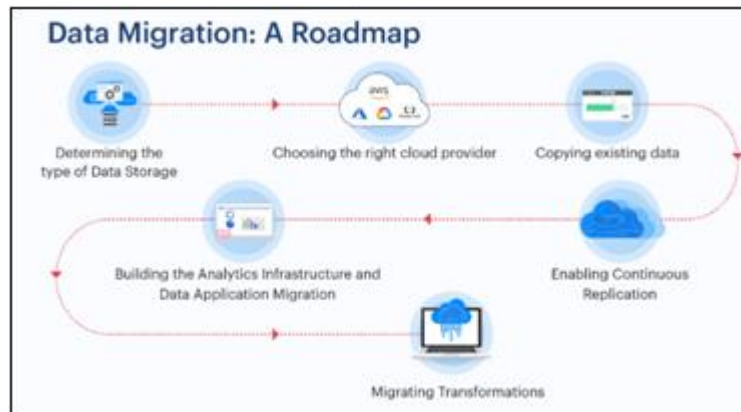 Data Migration: A Roadmap
aws
Determining the
type of Data Storage
Choosing the right cloud provider
Copying existing data
Building the Analytics Infrastructure and
Data Application Migration
Enabling Continuous
Replication
Migrating Transformations